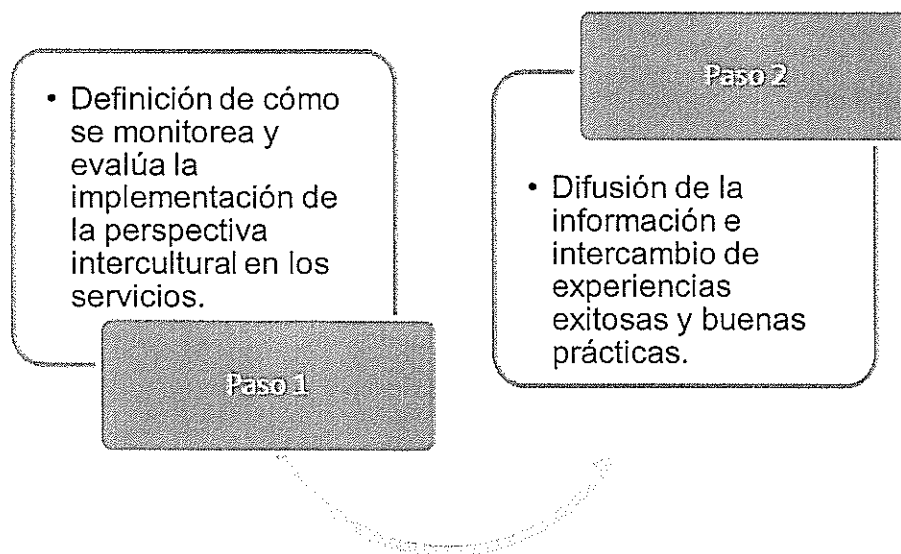 • Definición de cómo
se monitorea y
evalúa la
implementación de
la perspectiva
intercultural en los
servicios.
Paso 1
Paso 2
• Difusión de la
información e
intercambio de
experiencias
exitosas y buenas
prácticas.